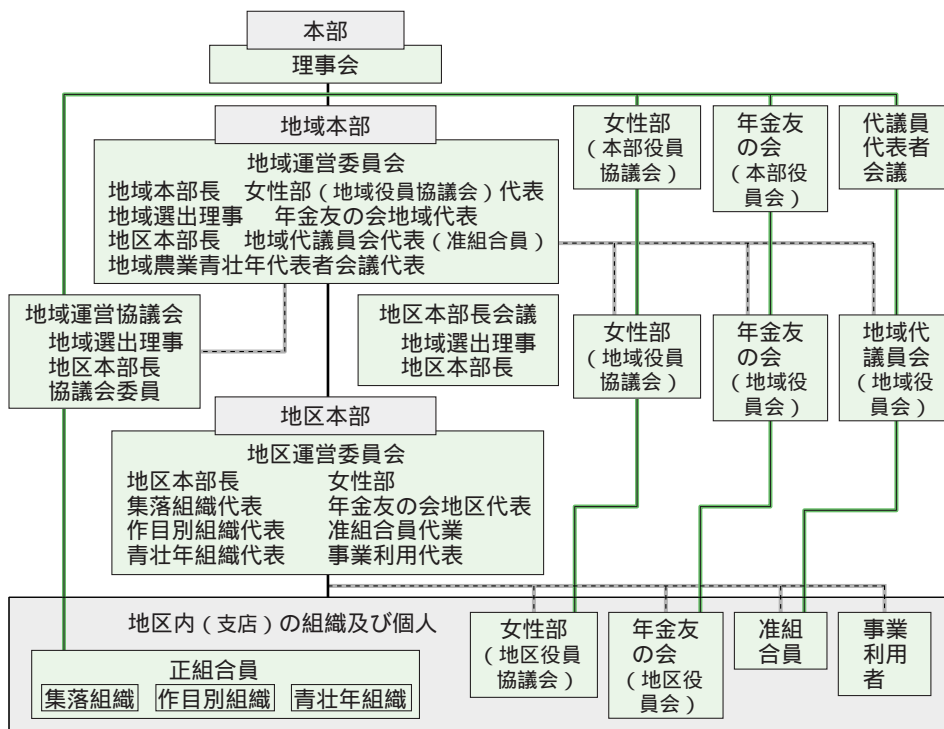 本部
理事会
地域本部
地域運営委員会
地域本部長　女性部（地域役員協議会）代表
地域選出理事　年金友の会地域代表
地区本部長　地域代議員会代表（准組合員）
地域農業青壮年代表者会議代表
女性部
（本部役員
協議会）
年金友
の会
（本部役
員会）
代議員
代表者
会議
地域運営協議会
地域選出理事
地区本部長
協議会委員
地区本部長会議
地域選出理事
地区本部長
女性部
（地域役員
協議会）
年金友
の会
（地域役
員会）
地域代
議員会
（地域役
員会）
地区本部
地区運営委員会
地区本部長　女性部
集落組織代表　年金友の会地区代表
作目別組織代表　准組合員代業
青壮年組織代表　事業利用代表
地区内（支店）の組織及び個人
正組合員
集落組織　作目別組織　青壮年組織
女性部
（地区役員
協議会）
年金友
の会
（地区役
員会）
准組
合員
事業
利用
者